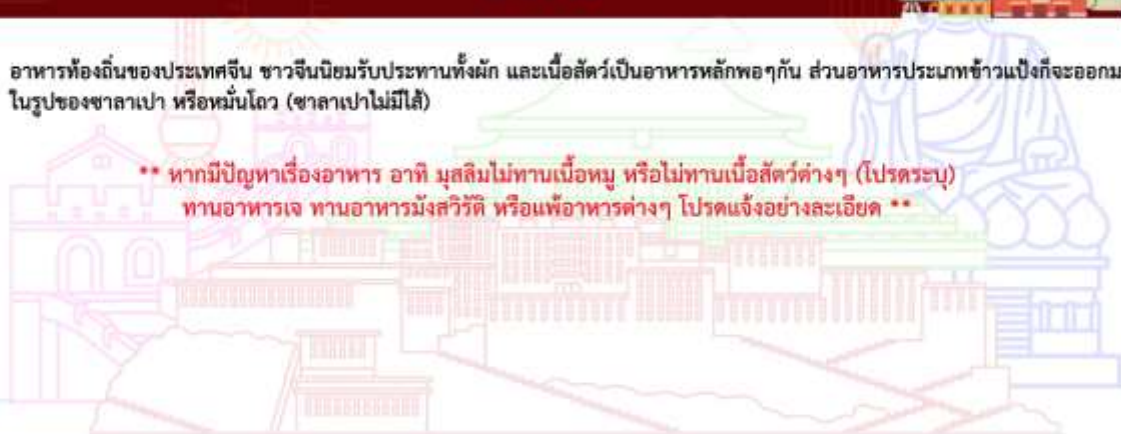 อาหารท้องถิ่นของประเทศจีน ชาวจีนนิยมรับประทานทั้งผัก และเนื้อสัตว์เป็นอาหารหลักพอๆกัน ส่วนอาหารประเภทข้าวแป้งก็จะออกม
ในรูปของซาลาเปา หรือหมั่นโถว (ซาลาเปาไม่มีไส้)
** หากมีปัญหาเรื่องอาหาร อาทิ มุสลิมไม่ทานเนื้อหมู หรือไม่ทานเนื้อสัตว์ต่างๆ (โปรดระบุ)
ทานอาหารเจ ทานอาหารมังสวิรัติ หรือแพ้อาหารต่างๆ โปรดแจ้งอย่างละเอียด **